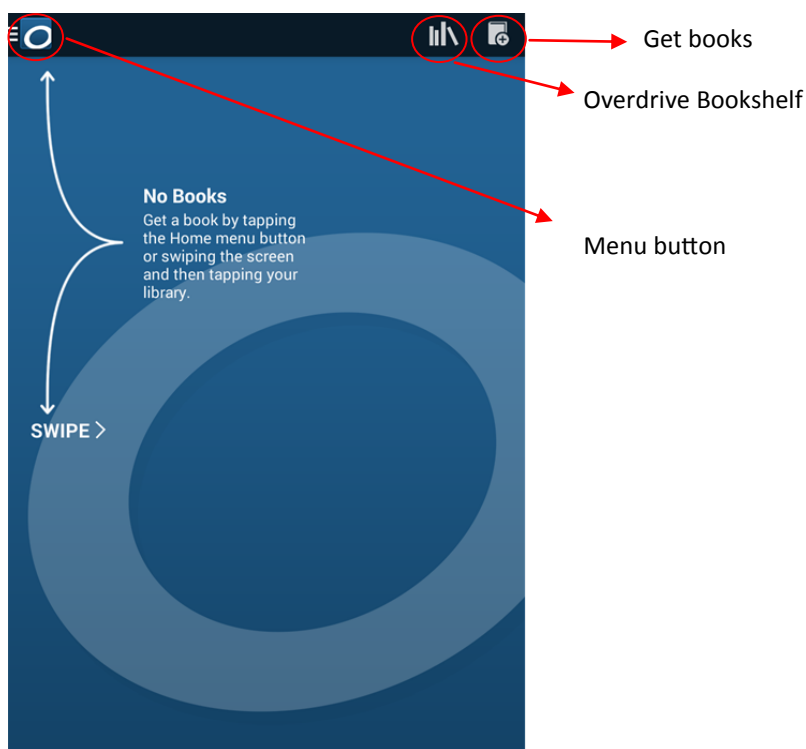 Get books
Overdrive Bookshelf
No Books
Get a book by tapping
the Home menu button
or swiping the screen
and then tapping your
library.
Menu button
SWIPE >